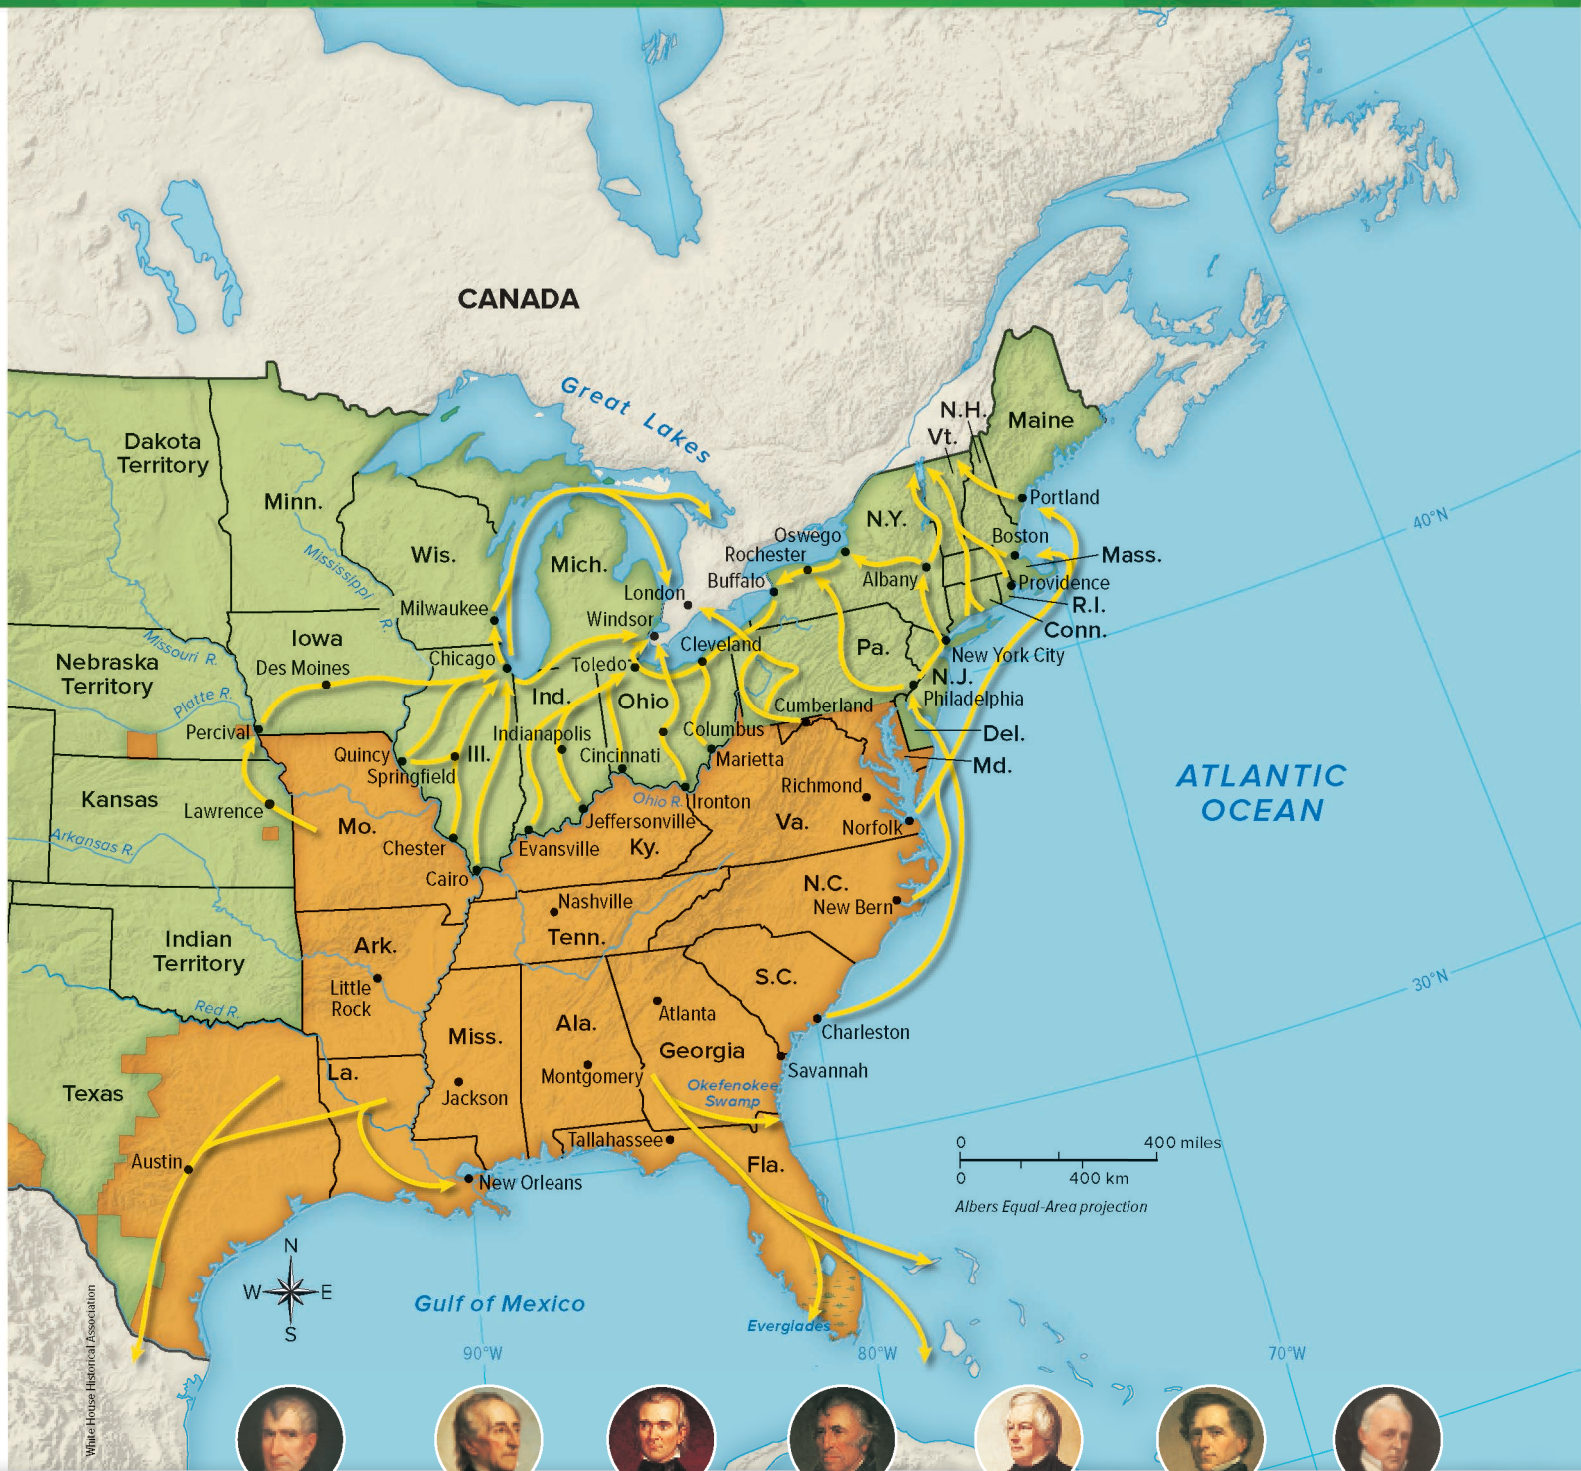 CANADA
Great Lakes
N.H.
Maine
Vt.
Dakota
Territory
Minn.
Portland
N.Y.
Oswego
Boston
Wis.
Mississippi R.
Rochester
Mass.
Mich.
Albany
Buffalo
Providence
London
R.I.
Milwaukee
Windsor
Conn.
Iowa
Missouri R.
Cleveland
Pa.
New York City
Nebraska
Territory
Des Moines
Chicago
Toledo
N.J.
Platte R.
Ind.
Ohio
Philadelphia
Cumberland
Percival
Indianapolis
Columbus
Del.
Quincy
Ill.
Cincinnati
Marietta
Md.
Springfield
ATLANTIC
OCEAN
Richmond
Kansas
Ohio R.
Ironton
Lawrence
Jeffersonville
Mo.
Va.
Norfolk
Arkansas R.
Chester
Evansville
Ky.
Cairo
N.C.
Nashville
New Bern
Tenn.
Indian
Territory
Ark.
S.C.
Little
Rock
Red R.
Atlanta
Ala.
Charleston
Miss.
Georgia
La.
Montgomery
Savannah
Texas
Jackson
Okefenokee
Swamp
Tallahassee
Austin
Fla.
New Orleans
40°N
30°N
0 400 miles
0 400 km
Albers Equal-Area projection
N
W E
S
Gulf of Mexico
Everglades
90°W
80°W
70°W
White House Historical Association